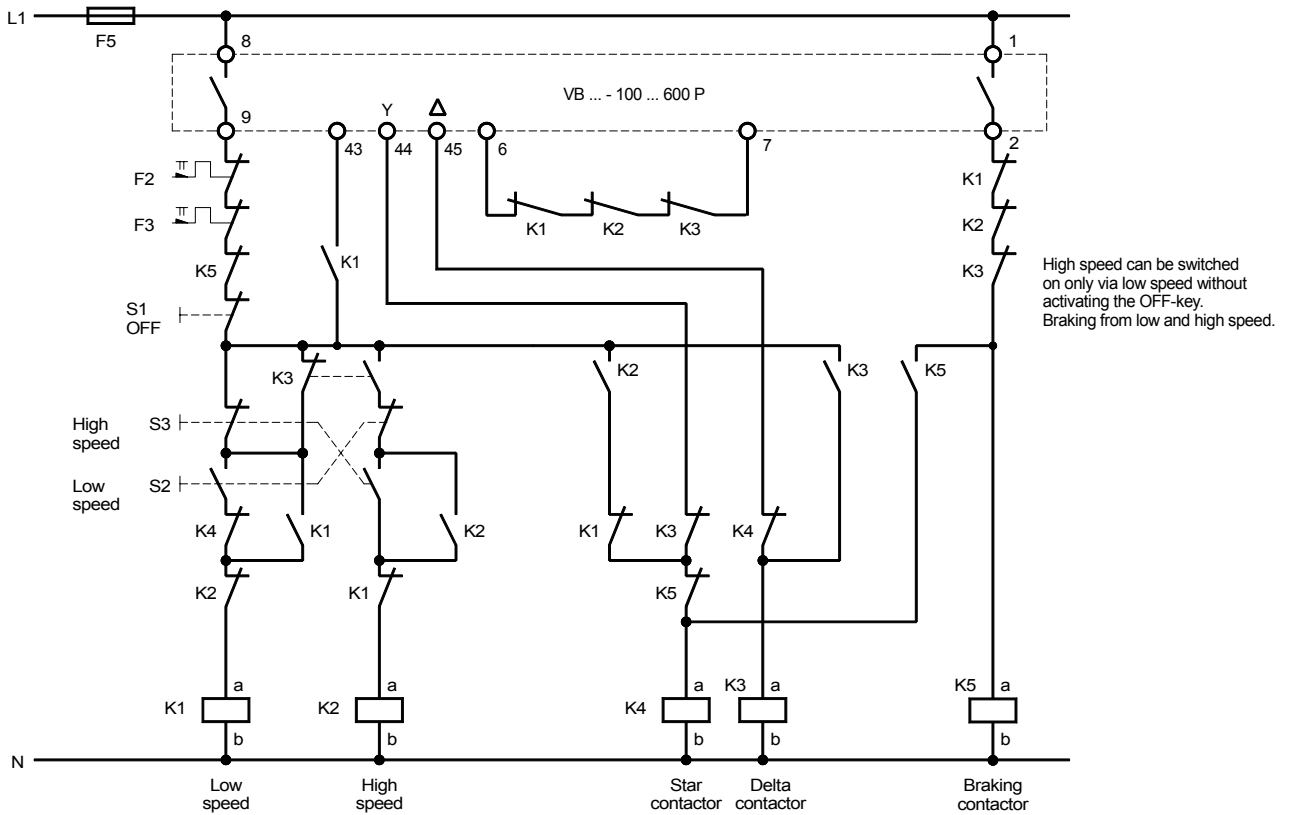 L1
F5
8
1
VB ... - 100 ... 600 P
Y
Δ
9
43
44
45
6
7
2
F2
K1
F3
K1
K2
K3
K2
K5
K1
K3
S1
OFF
High speed can be switched
on only via low speed without
activating the OFF-key.
Braking from low and high speed.
K3
K2
K3
K5
High
speed
S3
Low
speed
S2
K4
K1
K2
K1
K3
K4
K2
K1
K5
a
a
a
K3
a
K5
a
K1
K2
K4
b
b
b
b
b
N
Low
speed
High
speed
Star
contactor
Delta
contactor
Braking
contactor